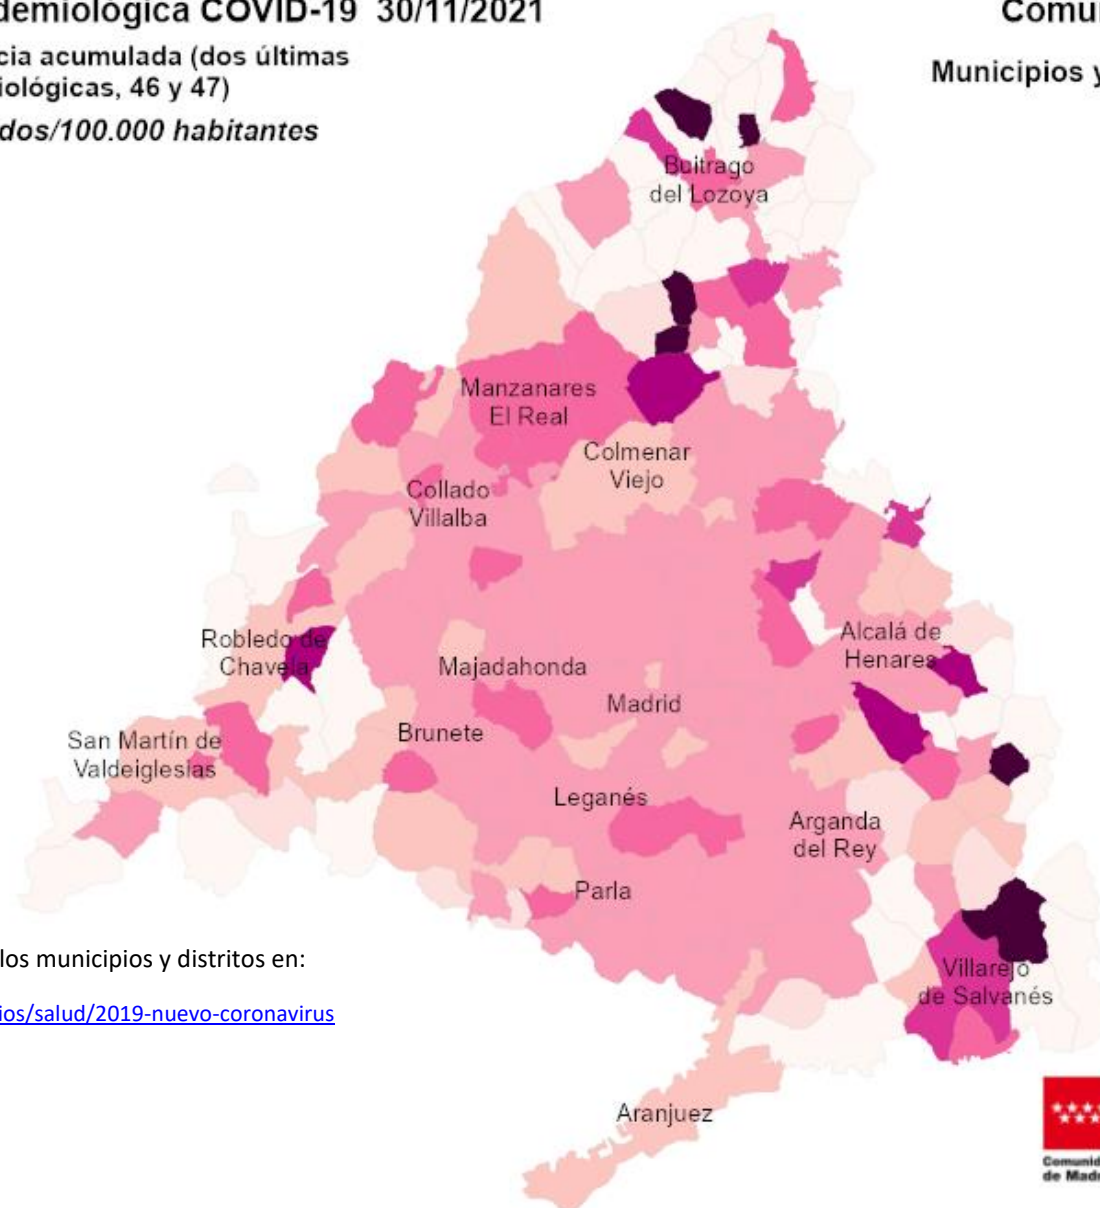 demiológica COVID-19 30/11/2021
Comu
cia acumulada (dos últimas
iológicas, 46 y 47)
Municipios y
dos/100.000 habitantes
Buitrago
del Lozoya
Manzanares
El Real
Colmenar
Viejo
Collado
Villalba
Robledo de
Chavela
Alcalá de
Henares
Majadahonda
Madrid
San Martín de
Valdeiglesias
Brunete
Leganés
Arganda
del Rey
Parla
los municipios y distritos en:
Villarejo
de Salvanés
ios/salud/2019-nuevo-coronavirus
Aranjuez
Comunid
de Madr